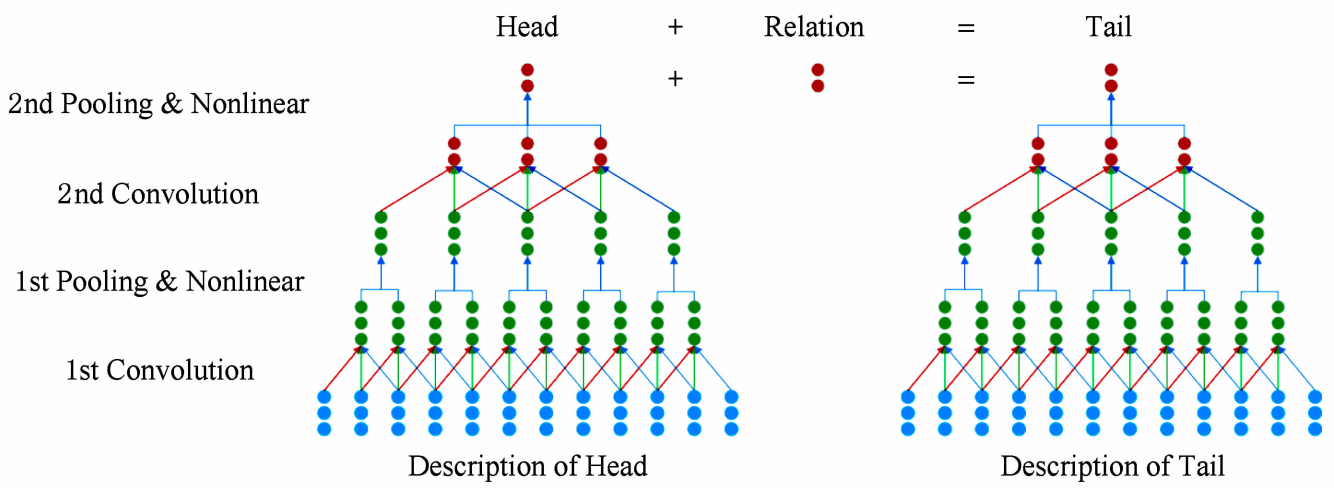 Head + Relation = Tail
+ =
2nd Pooling & Nonlinear
2nd Convolution
1st Pooling & Nonlinear
1st Convolution
Description of Head
Description of Tail